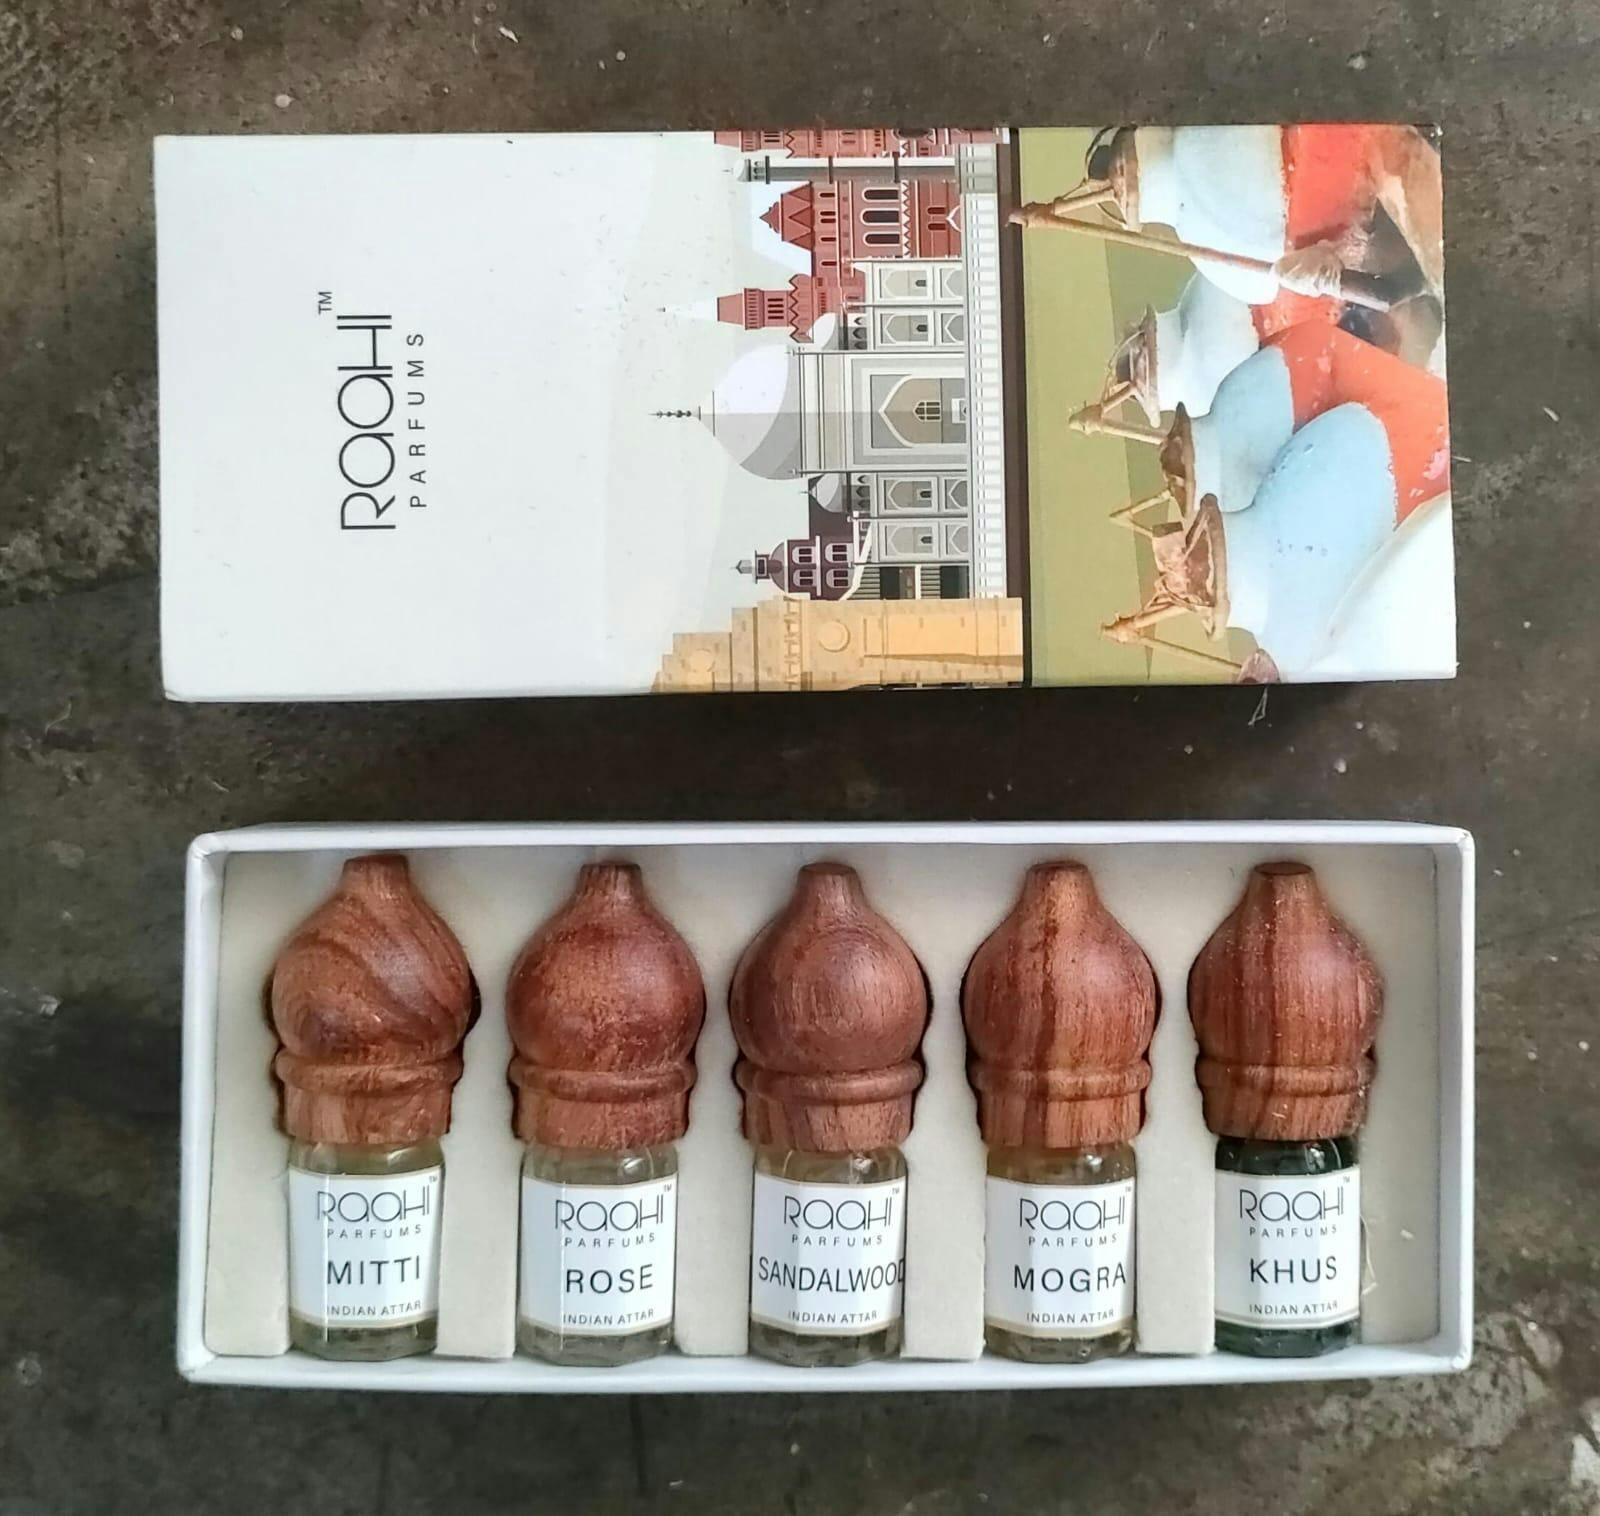 RAAHI™
PARFUMS
RAAHI™
PARFUMS
MITTI
INDIAN ATTAR
RAAHI™
PARFUMS
ROSE
INDIAN ATTAR
RAAHI™
PARFUMS
SANDALWOOD
INDIAN ATTAR
RAAHI™
PARFUMS
MOGRA
INDIAN ATTAR
RAAHI™
PARFUMS
KHUS
INDIAN ATTAR